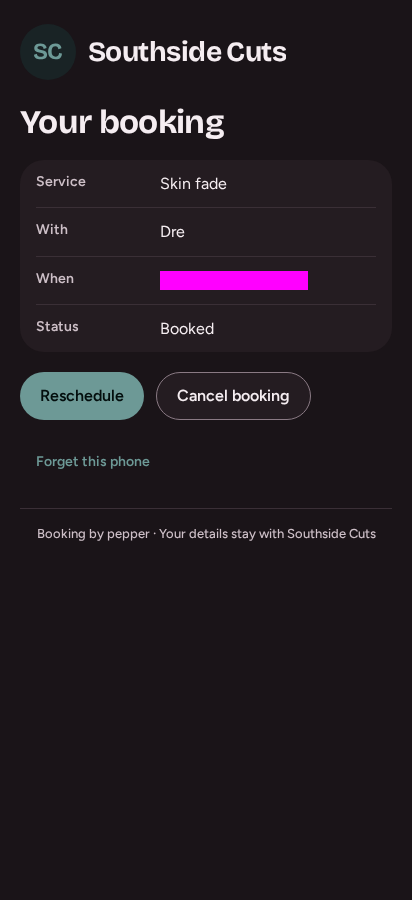 SC
Southside Cuts
Your booking
Service Skin fade
With Dre
When
Status Booked
Reschedule Cancel booking
Forget this phone
Booking by pepper · Your details stay with Southside Cuts